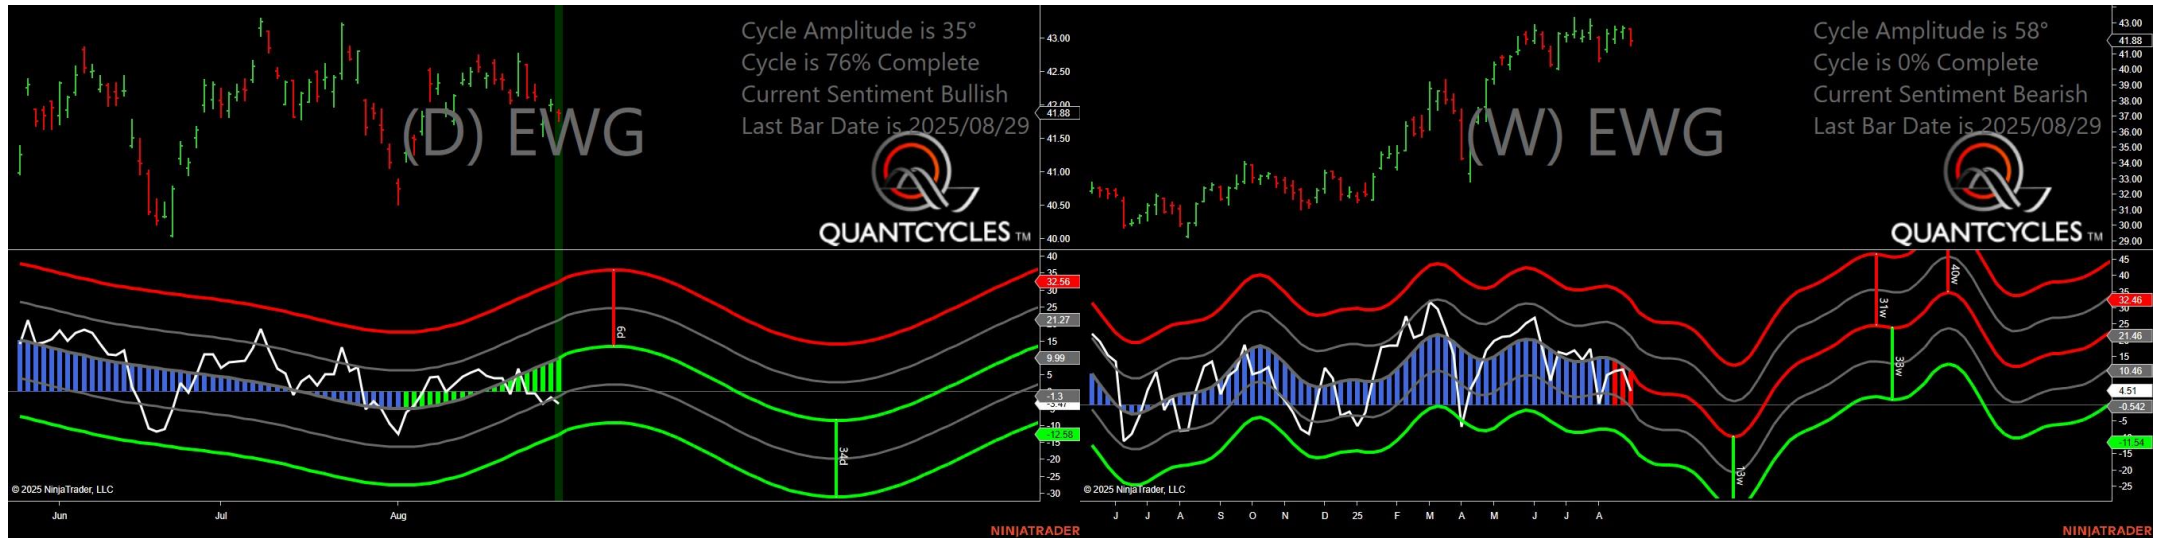 Cycle Amplitude is 35°
Cycle is 76% Complete
Current Sentiment Bullish
Last Bar Date is 2025/08/29
(D) EWG
QUANTCYCLES TM
43.00
42.50
42.00
41.88
41.50
41.00
40.50
40.00
40
35
32.56
30
25
21.27
15
9.99
5
-1.3
-3.47
-12.58
-15
-20
-25
-30
6d
34d
© 2025 NinjaTrader, LLC
Jun
Jul
Aug
NINJATRADER
Cycle Amplitude is 58°
Cycle is 0% Complete
Current Sentiment Bearish
Last Bar Date is 2025/08/29
(W) EWG
QUANTCYCLES TM
43.00
41.88
41.00
40.00
39.00
38.00
37.00
36.00
35.00
34.00
33.00
32.00
31.00
30.00
29.00
45
40
35
32.46
30
25
21.46
15
10.46
4.51
-0.542
-5
-11.54
-15
-20
-25
31w
40w
33w
13w
© 2025 NinjaTrader, LLC
J
J
A
S
O
N
D
25
F
M
A
M
J
J
A
NINJATRADER